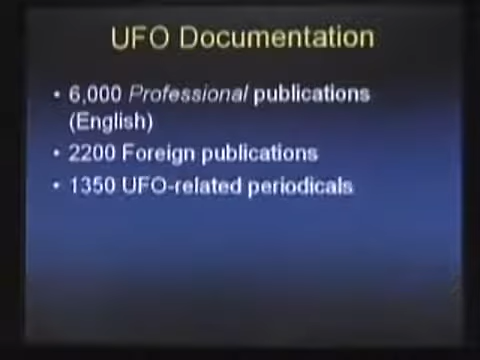 UFO Documentation
• 6,000 Professional publications
(English)
• 2200 Foreign publications
• 1350 UFO-related periodicals